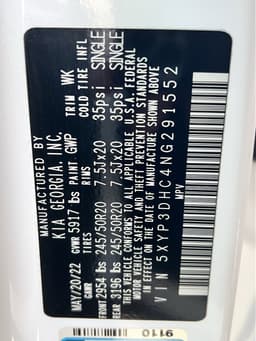 MANUFACTURED BY
KIA GEORGIA, INC.
MAY/20/22 GVWR 5917 lbs PAINT GWP TRIM WK
GAWR TIRES RIMS COLD TIRE INFL
FRONT 2954 lbs 245/50R20 7.5Jx20 35psi SINGLE
REAR 3196 lbs 245/50R20 7.5Jx20 35psi SINGLE
THIS VEHICLE CONFORMS TO ALL APPLICABLE U.S.A. FEDERAL
MOTOR VEHICLE SAFETY AND THEFT PREVENTION STANDARDS
IN EFFECT ON THE DATE OF MANUFACTURE SHOWN ABOVE
VIN 5XYP3DHC4NG291552
MPV
9110